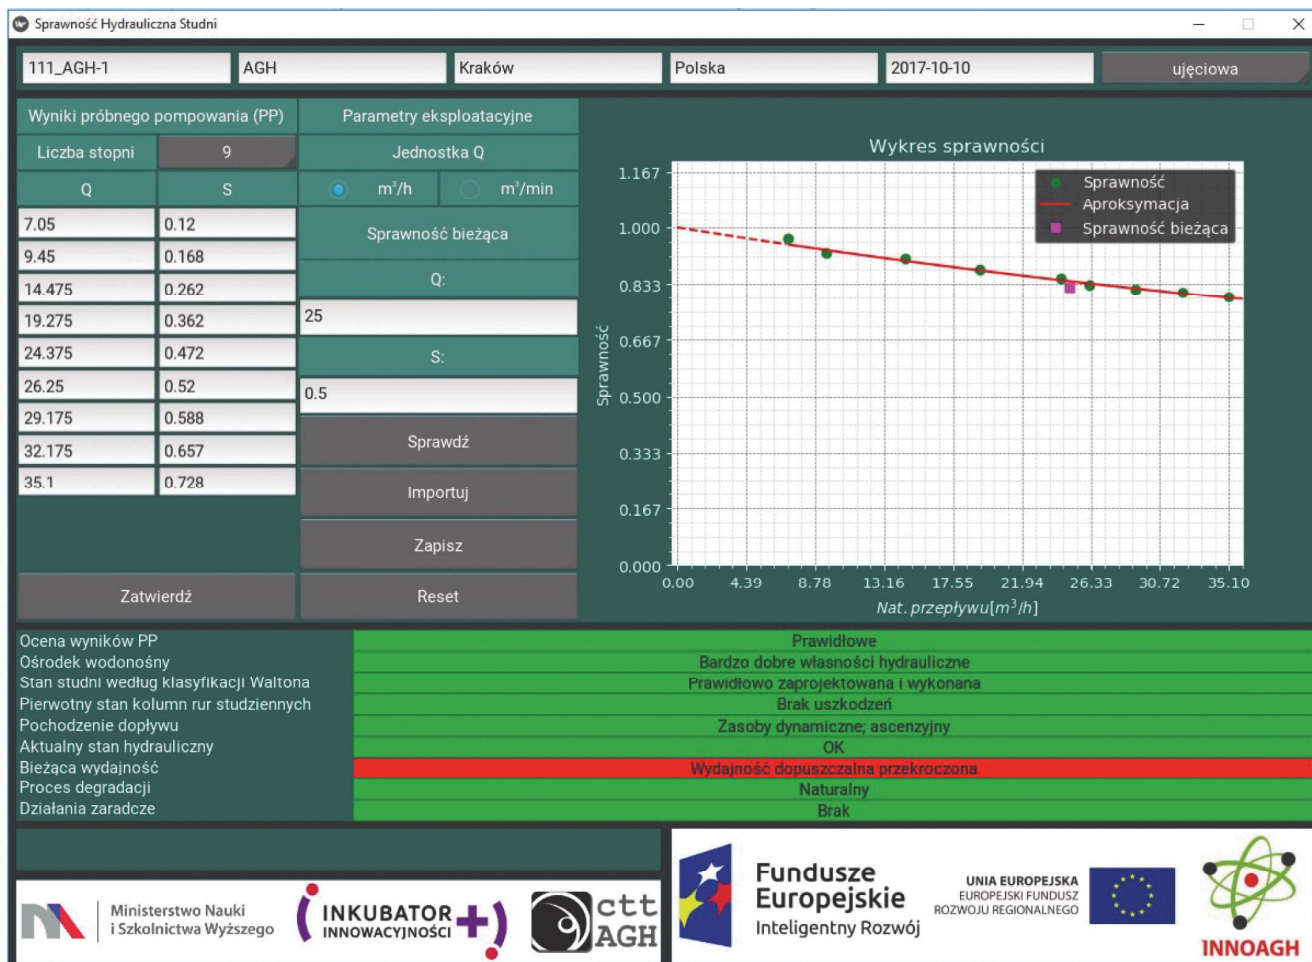 Sprawność Hydrauliczna Studni
111_AGH-1 AGH Kraków Polska 2017-10-10 ujęciowa
Wyniki próbnego pompowania (PP)
Liczba stopni 9
Q S
7.05 0.12
9.45 0.168
14.475 0.262
19.275 0.362
24.375 0.472
26.25 0.52
29.175 0.588
32.175 0.657
35.1 0.728
Zatwierdź
Parametry eksploatacyjne
Jednostka Q
m³/h m³/min
Sprawność bieżąca
Q:
25
S:
0.5
Sprawdź
Importuj
Zapisz
Reset
Wykres sprawności
Sprawność
Aproksymacja
Sprawność bieżąca
Sprawność
1.167
1.000
0.833
0.667
0.500
0.333
0.167
0.000
0.00 4.39 8.78 13.16 17.55 21.94 26.33 30.72 35.10
Nat. przepływu[m³/h]
Ocena wyników PP Prawidłowe
Ośrodek wodonośny Bardzo dobre własności hydrauliczne
Stan studni według klasyfikacji Waltona Prawidłowo zaprojektowana i wykonana
Pierwotny stan kolumn rur studziennych Brak uszkodzeń
Pochodzenie dopływu Zasoby dynamiczne; ascenzyjny
Aktualny stan hydrauliczny OK
Bieżąca wydajność Wydajność dopuszczalna przekroczona
Proces degradacji Naturalny
Działania zaradcze Brak
Ministerstwo Nauki
i Szkolnictwa Wyższego
INKUBATOR
INNOWACYJNOŚCI
ctt
AGH
Fundusze
Europejskie
Inteligentny Rozwój
UNIA EUROPEJSKA
EUROPEJSKI FUNDUSZ
ROZWOJU REGIONALNEGO
INNOAGH